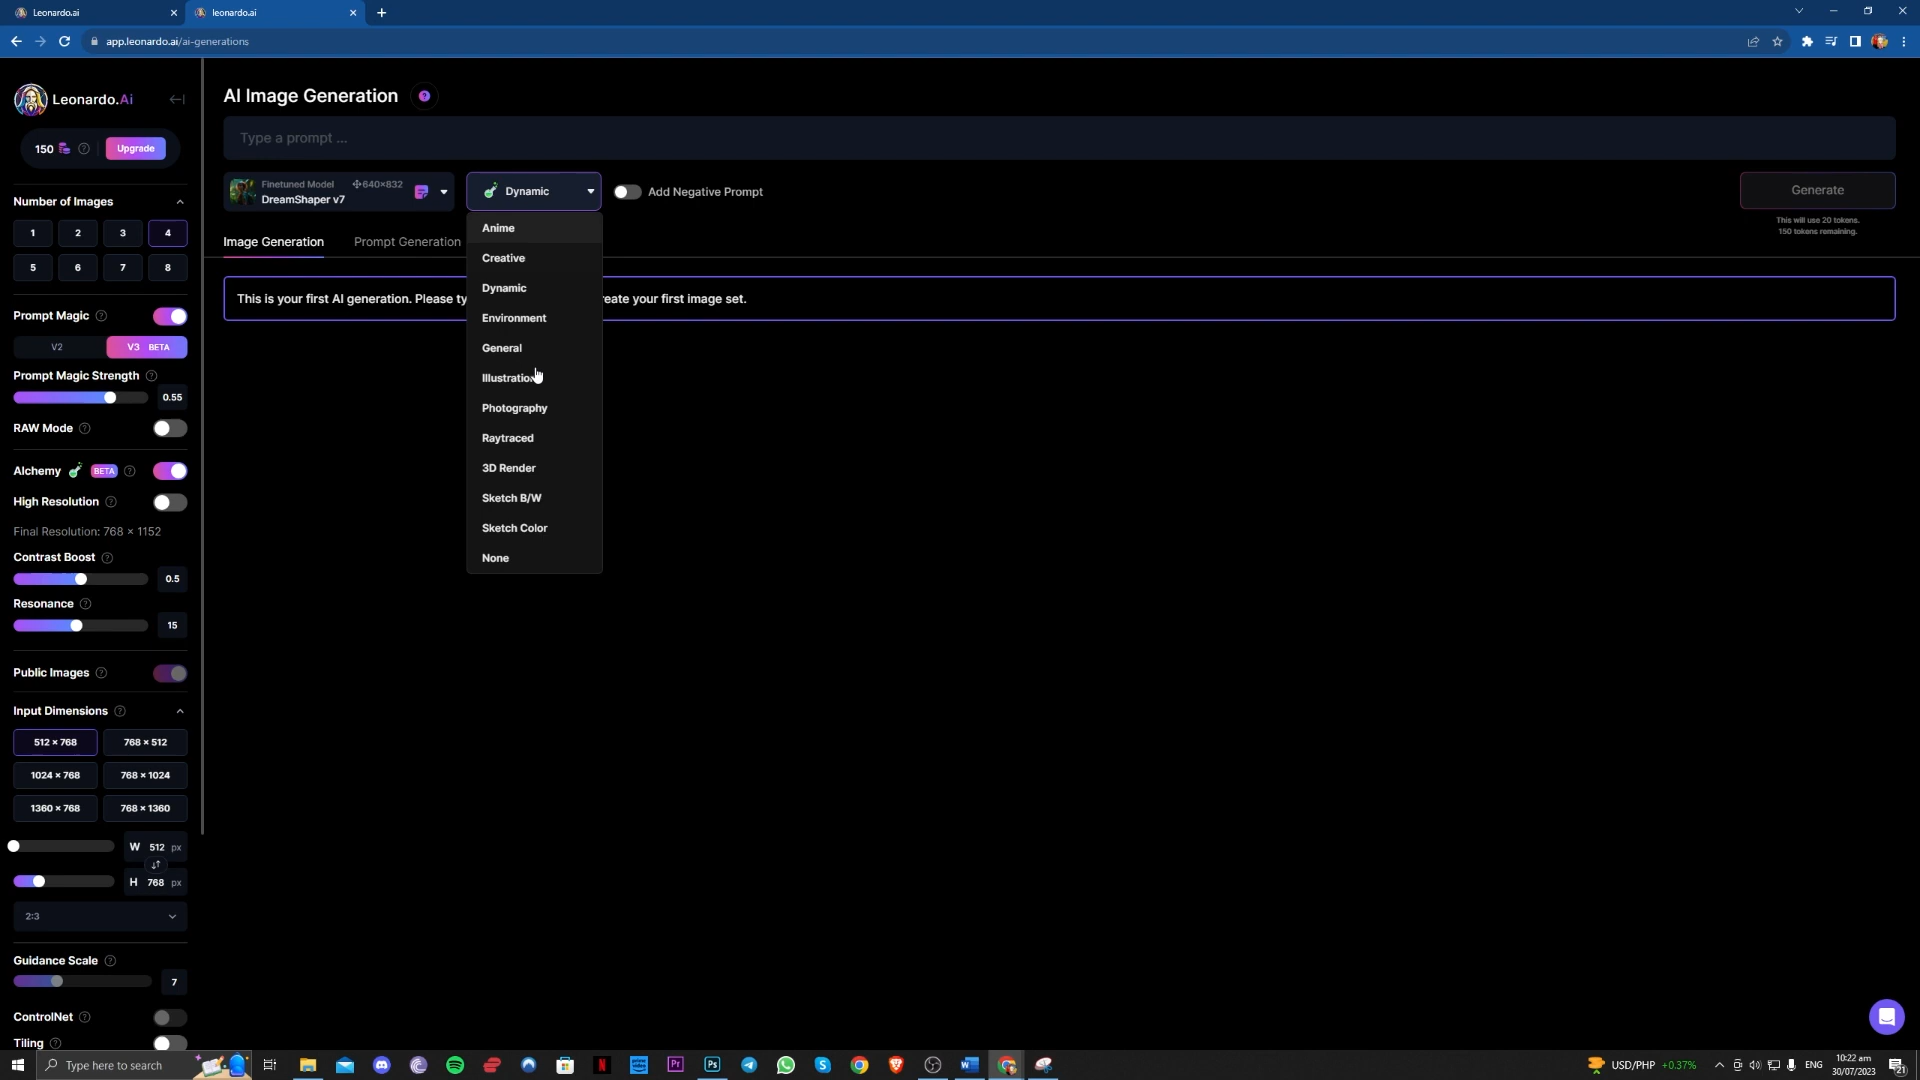 Leonardo.ai
leonardo.ai
app.leonardo.ai/ai-generations
Leonardo.Ai
150
Upgrade
Number of Images
1 2 3 4
5 6 7 8
Prompt Magic
V2 V3 BETA
Prompt Magic Strength
0.55
RAW Mode
Alchemy BETA
High Resolution
Final Resolution: 768 × 1152
Contrast Boost
0.5
Resonance
15
Public Images
Input Dimensions
512 × 768 768 × 512
1024 × 768 768 × 1024
1360 × 768 768 × 1360
W 512 px
H 768 px
2:3
Guidance Scale
7
ControlNet
Tiling
AI Image Generation
Type a prompt ...
Finetuned Model 640×832
DreamShaper v7
Dynamic
Add Negative Prompt
Generate
This will use 20 tokens.
150 tokens remaining.
Image Generation Prompt Generation
This is your first AI generation. Please ty reate your first image set.
Anime
Creative
Dynamic
Environment
General
Illustration
Photography
Raytraced
3D Render
Sketch B/W
Sketch Color
None
Type here to search
USD/PHP +0.37%
ENG
10:22 am
30/07/2023
21